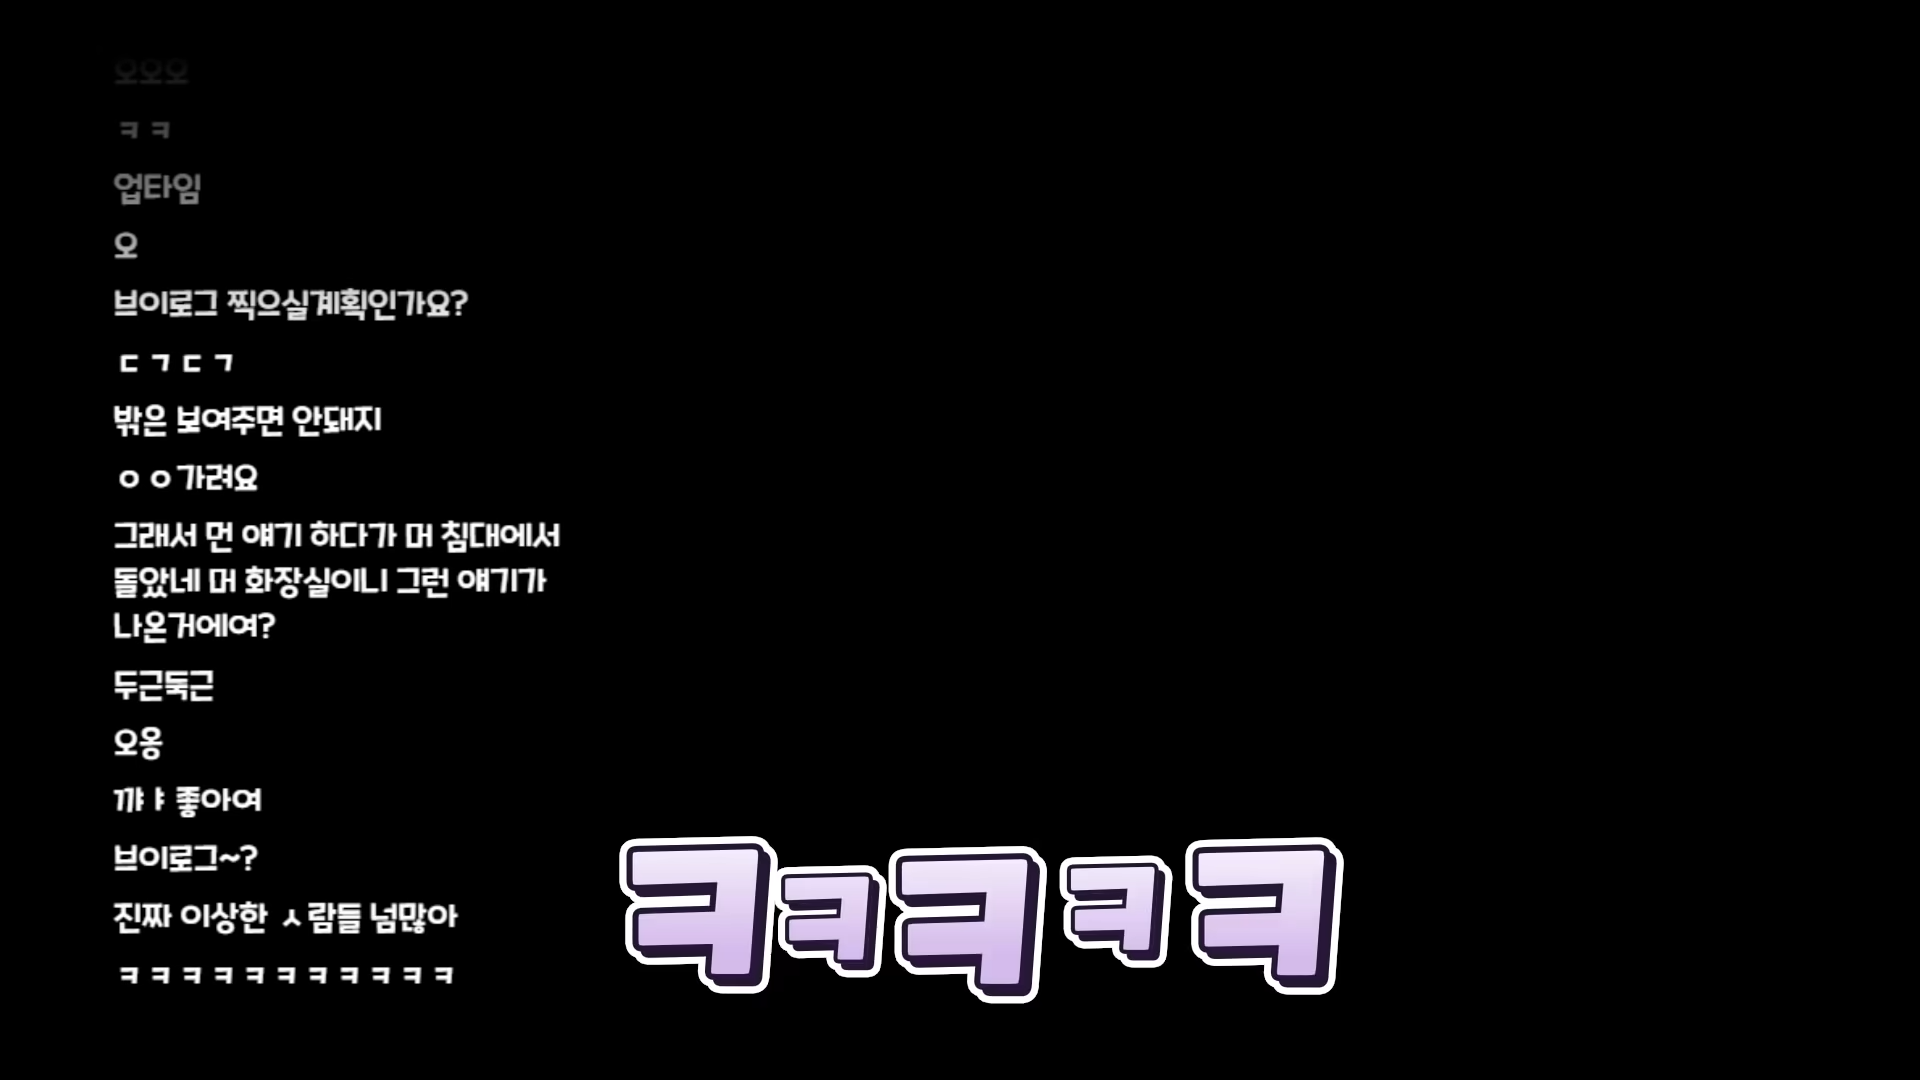 오오오
ㅋㅋ
업타임
오
브이로그 찍으실계획인가요?
ㄷㄱㄷㄱ
밖은 보여주면 안돼지
ㅇㅇ가려요
그래서 먼 얘기 하다가 머 침대에서
돌았네 머 화장실이니 그런 얘기가
나온거에여?
두근둑근
오옹
꺄ㅑ좋아여
브이로그~?
진짜 이상한 ㅅ람들 넘많아
ㅋㅋㅋㅋㅋㅋㅋㅋㅋㅋㅋ
ㅋㅋㅋㅋㅋ